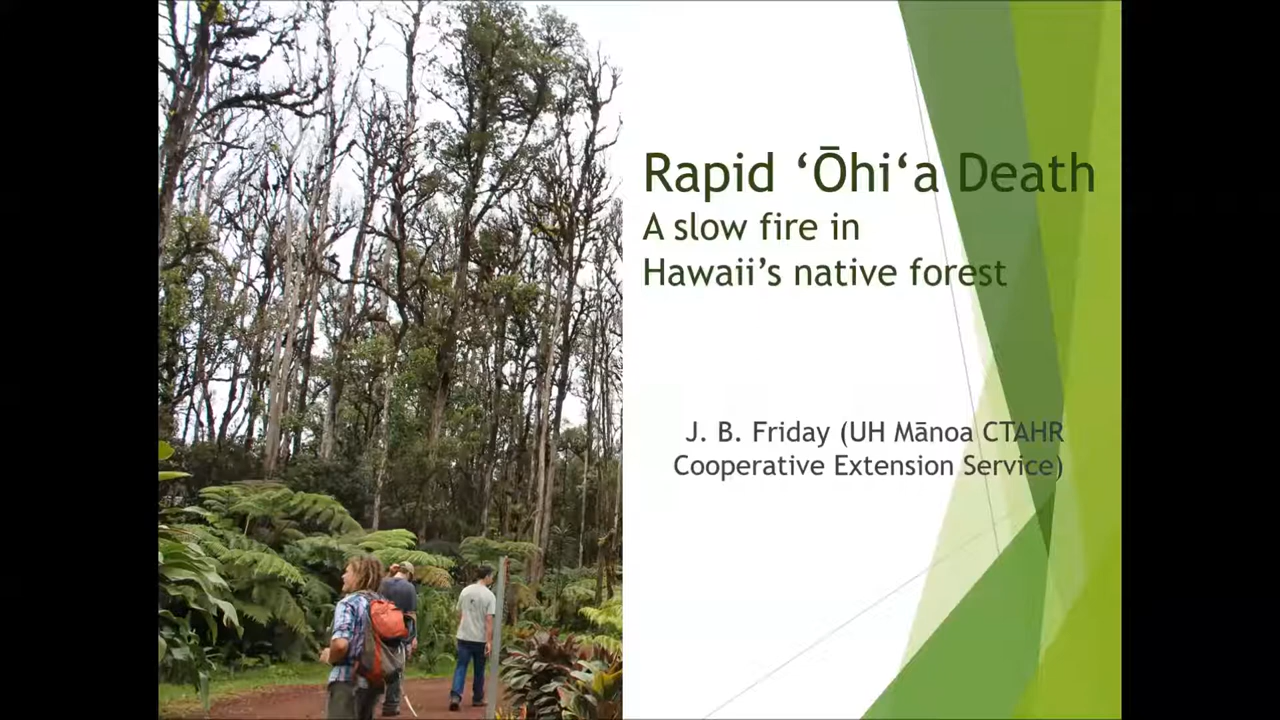 Rapid ʻŌhiʻa Death
A slow fire in
Hawaii’s native forest
J. B. Friday (UH Mānoa CTAHR
Cooperative Extension Service)